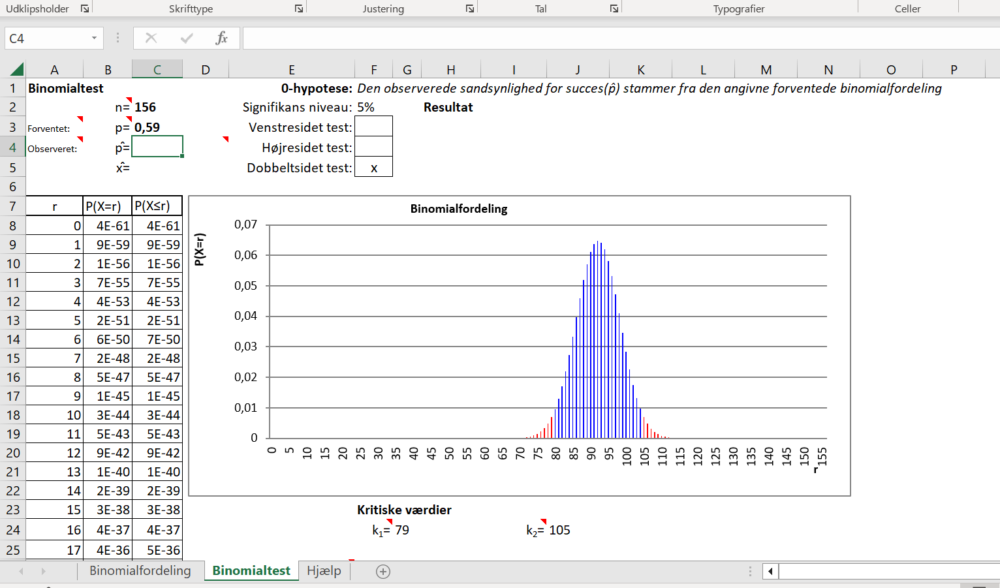 Udklipsholder Skrifttype Justering Tal Typografier Celler
C4 fx
A B C D E F G H I J K L M N O P
1 Binomialtest 0-hypotese: Den observerede sandsynlighed for succes(p̂) stammer fra den angivne forventede binomialfordeling
2 n= 156 Signifikans niveau: 5% Resultat
3 Forventet: p= 0,59 Venstresidet test:
4 Observeret: p̂= Højresidet test:
5 x̂= Dobbeltsidet test: x
6
7 r P(X=r) P(X≤r)
8 0 4E-61 4E-61
9 1 9E-59 9E-59
10 2 1E-56 1E-56
11 3 7E-55 7E-55
12 4 4E-53 4E-53
13 5 2E-51 2E-51
14 6 6E-50 7E-50
15 7 2E-48 2E-48
16 8 5E-47 5E-47
17 9 1E-45 1E-45
18 10 3E-44 3E-44
19 11 5E-43 5E-43
20 12 9E-42 9E-42
21 13 1E-40 1E-40
22 14 2E-39 2E-39
23 15 3E-38 3E-38
24 16 4E-37 4E-37
25 17 4E-36 5E-36
Binomialfordeling
P(X=r)
0,07
0,06
0,05
0,04
0,03
0,02
0,01
0
0 5 10 15 20 25 30 35 40 45 50 55 60 65 70 75 80 85 90 95 100 105 110 115 120 125 130 135 140 145 150 155
r
Kritiske værdier
k₁= 79 k₂= 105
Binomialfordeling Binomialtest Hjælp